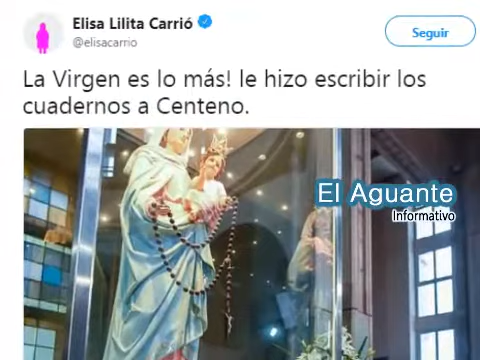 Elisa Lilita Carrió
@elisacarrio
Seguir
La Virgen es lo más! le hizo escribir los
cuadernos a Centeno.
El Aguante
Informativo